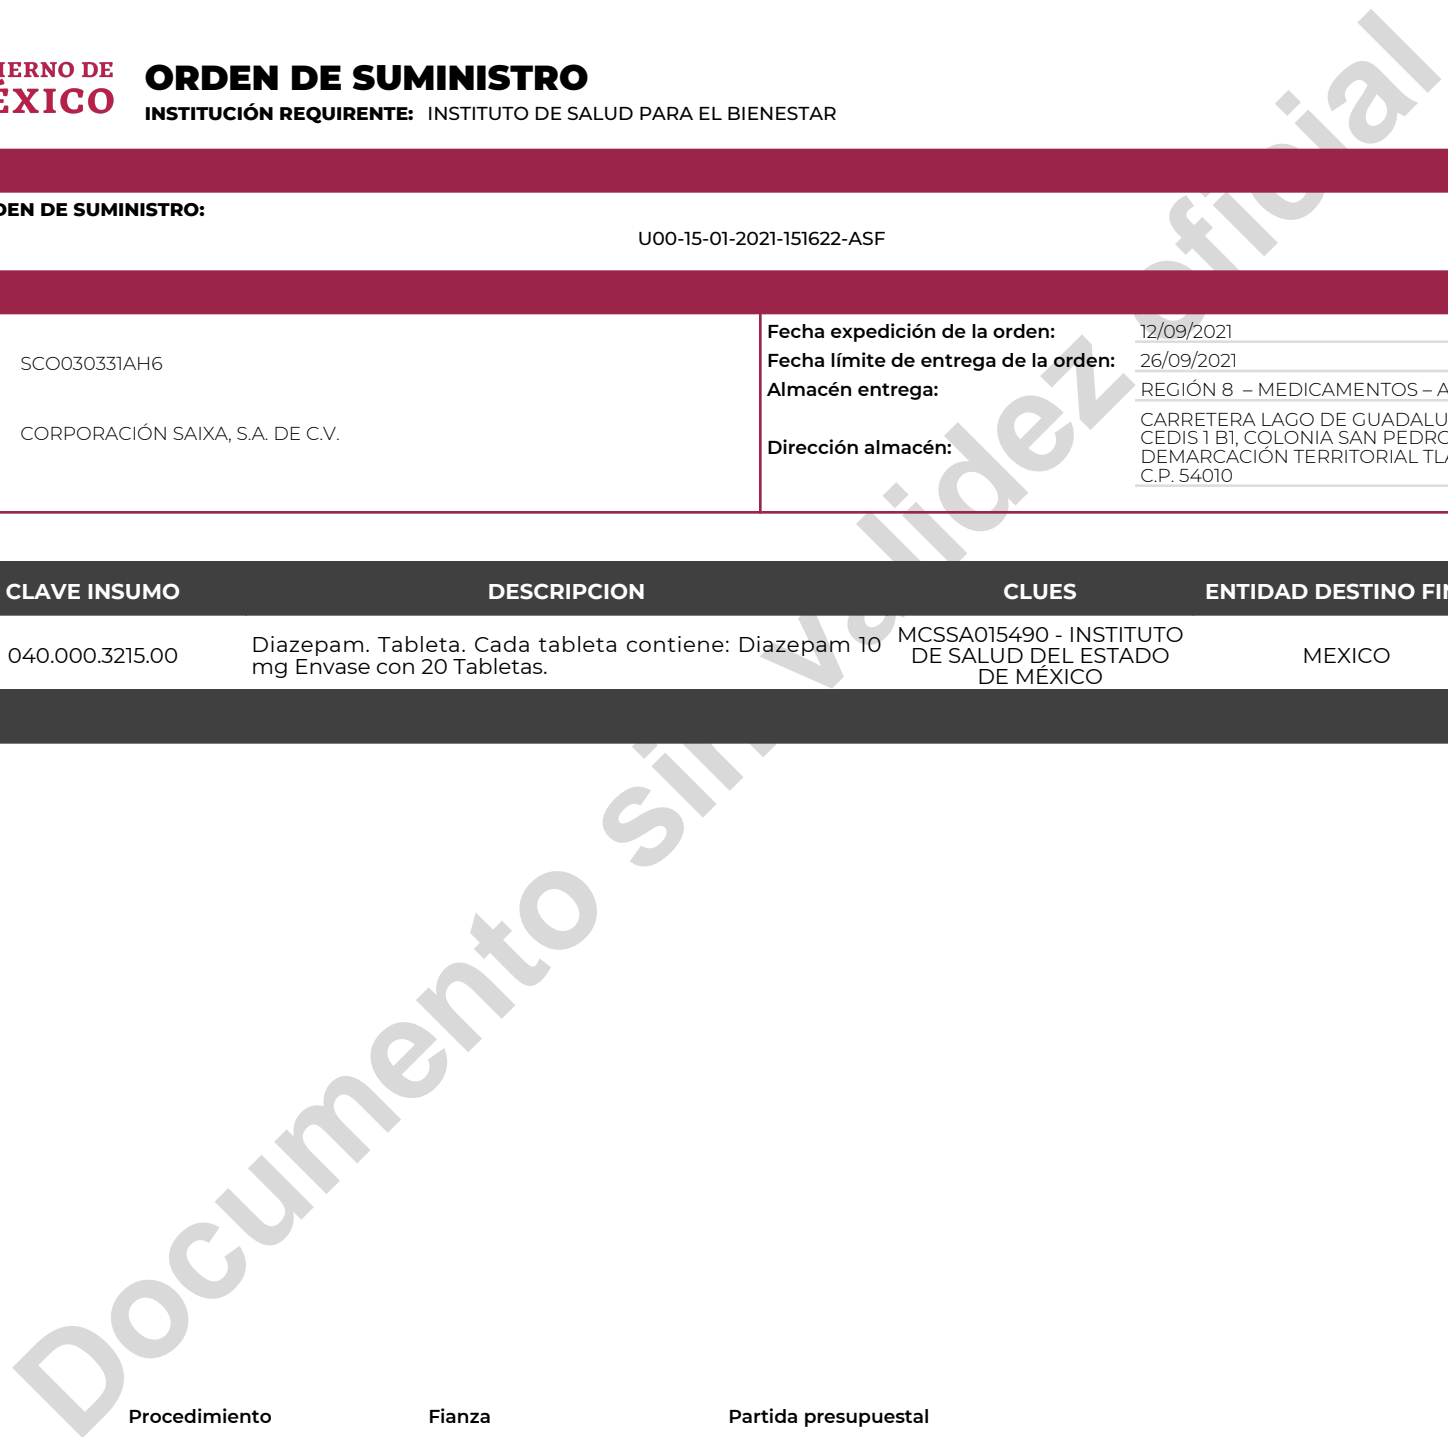 IERNO DE
ÉXICO
ORDEN DE SUMINISTRO
INSTITUCIÓN REQUIRENTE: INSTITUTO DE SALUD PARA EL BIENESTAR
DEN DE SUMINISTRO:
U00-15-01-2021-151622-ASF
SCO030331AH6
CORPORACIÓN SAIXA, S.A. DE C.V.
Fecha expedición de la orden: 12/09/2021
Fecha límite de entrega de la orden: 26/09/2021
Almacén entrega: REGIÓN 8 – MEDICAMENTOS – A
Dirección almacén:
CARRETERA LAGO DE GUADALU
CEDIS 1 B1, COLONIA SAN PEDRO
DEMARCACIÓN TERRITORIAL TLA
C.P. 54010
CLAVE INSUMO DESCRIPCION CLUES ENTIDAD DESTINO FIN
040.000.3215.00
Diazepam. Tableta. Cada tableta contiene: Diazepam 10
mg Envase con 20 Tabletas.
MCSSA015490 - INSTITUTO
DE SALUD DEL ESTADO
DE MÉXICO
MEXICO
Documento sin validez oficial
Procedimiento Fianza Partida presupuestal